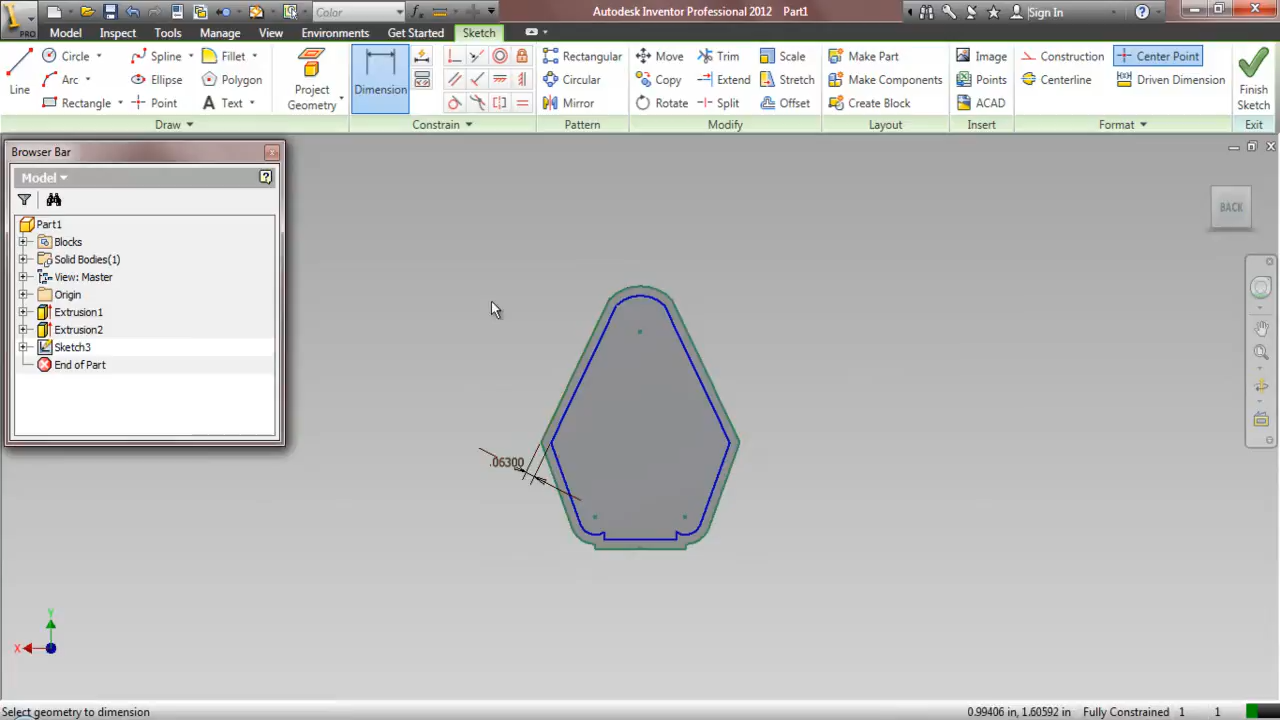 PRO
Color
Autodesk Inventor Professional 2012 Part1
Sign In
Model Inspect Tools Manage View Environments Get Started Sketch
Line
Circle
Arc
Rectangle
Spline
Ellipse
Point
Fillet
Polygon
Text
Project
Geometry
Draw
Dimension
Constrain
Rectangular
Circular
Mirror
Pattern
Move
Copy
Rotate
Trim
Extend
Split
Scale
Stretch
Offset
Modify
Make Part
Make Components
Create Block
Layout
Image
Points
ACAD
Insert
Construction
Centerline
Center Point
Driven Dimension
Format
Finish
Sketch
Exit
Browser Bar
Model
Part1
Blocks
Solid Bodies(1)
View: Master
Origin
Extrusion1
Extrusion2
Sketch3
End of Part
BACK
.06300
Y
X
Select geometry to dimension
0.99406 in, 1.60592 in Fully Constrained 1 1